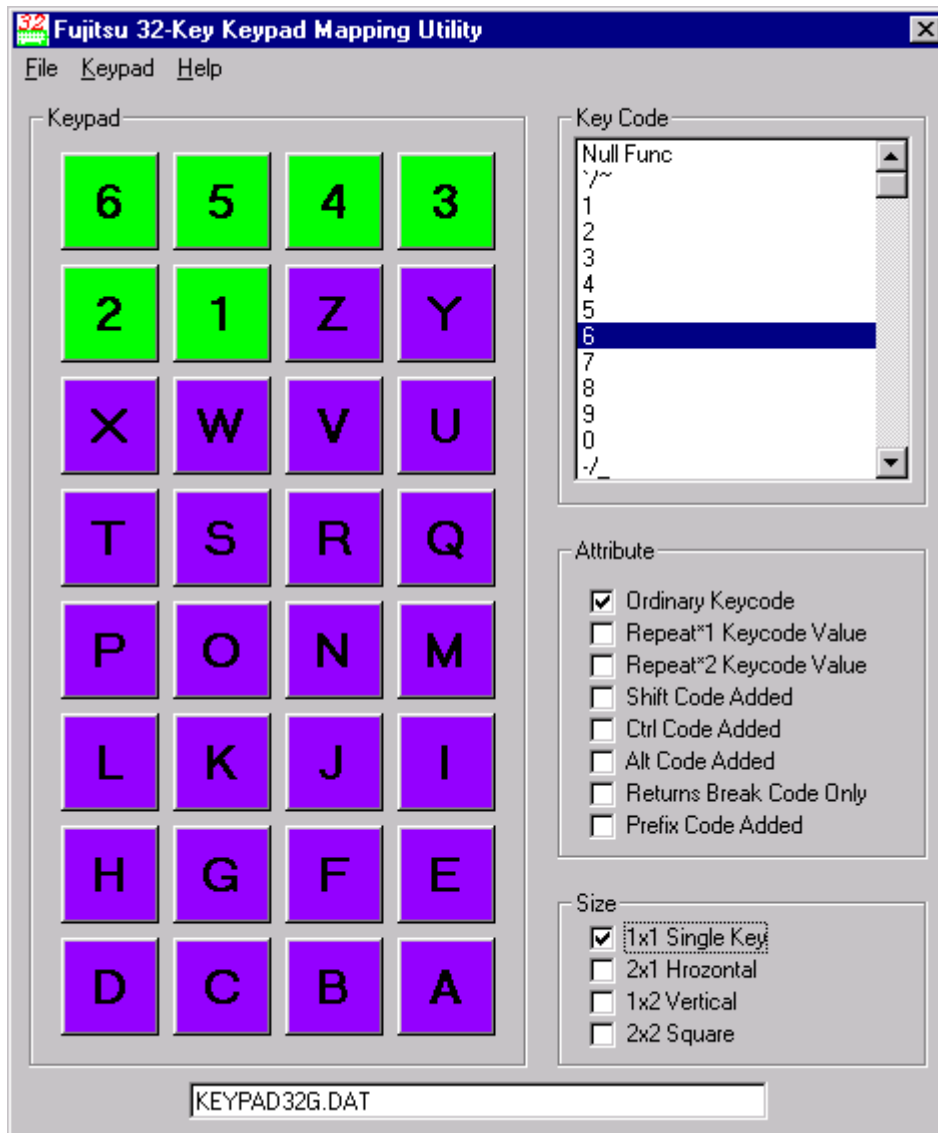 32 Fujitsu 32-Key Keypad Mapping Utility
File Keypad Help
Keypad
6 5 4 3
2 1 Z Y
X W V U
T S R Q
P O N M
L K J I
H G F E
D C B A
Key Code
Null Func
`/~
1
2
3
4
5
6
7
8
9
0
-/_
Attribute
Ordinary Keycode
Repeat*1 Keycode Value
Repeat*2 Keycode Value
Shift Code Added
Ctrl Code Added
Alt Code Added
Returns Break Code Only
Prefix Code Added
Size
1x1 Single Key
2x1 Hrozontal
1x2 Vertical
2x2 Square
KEYPAD32G.DAT